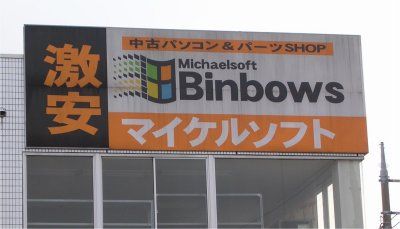 激安
中古パソコン&パーツSHOP
Michaelsoft
Binbows
マイケルソフト